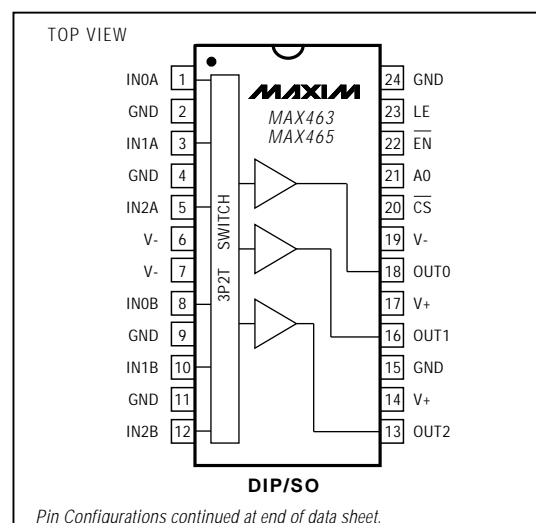 TOP VIEW
IN0A 1
GND 2
IN1A 3
GND 4
IN2A 5
V- 6
V- 7
IN0B 8
GND 9
IN1B 10
GND 11
IN2B 12
3P2T SWITCH
MAXIM
MAX463
MAX465
24 GND
23 LE
22 E̅N̅
21 A0
20 C̅S̅
19 V-
18 OUT0
17 V+
16 OUT1
15 GND
14 V+
13 OUT2
DIP/SO
Pin Configurations continued at end of data sheet.